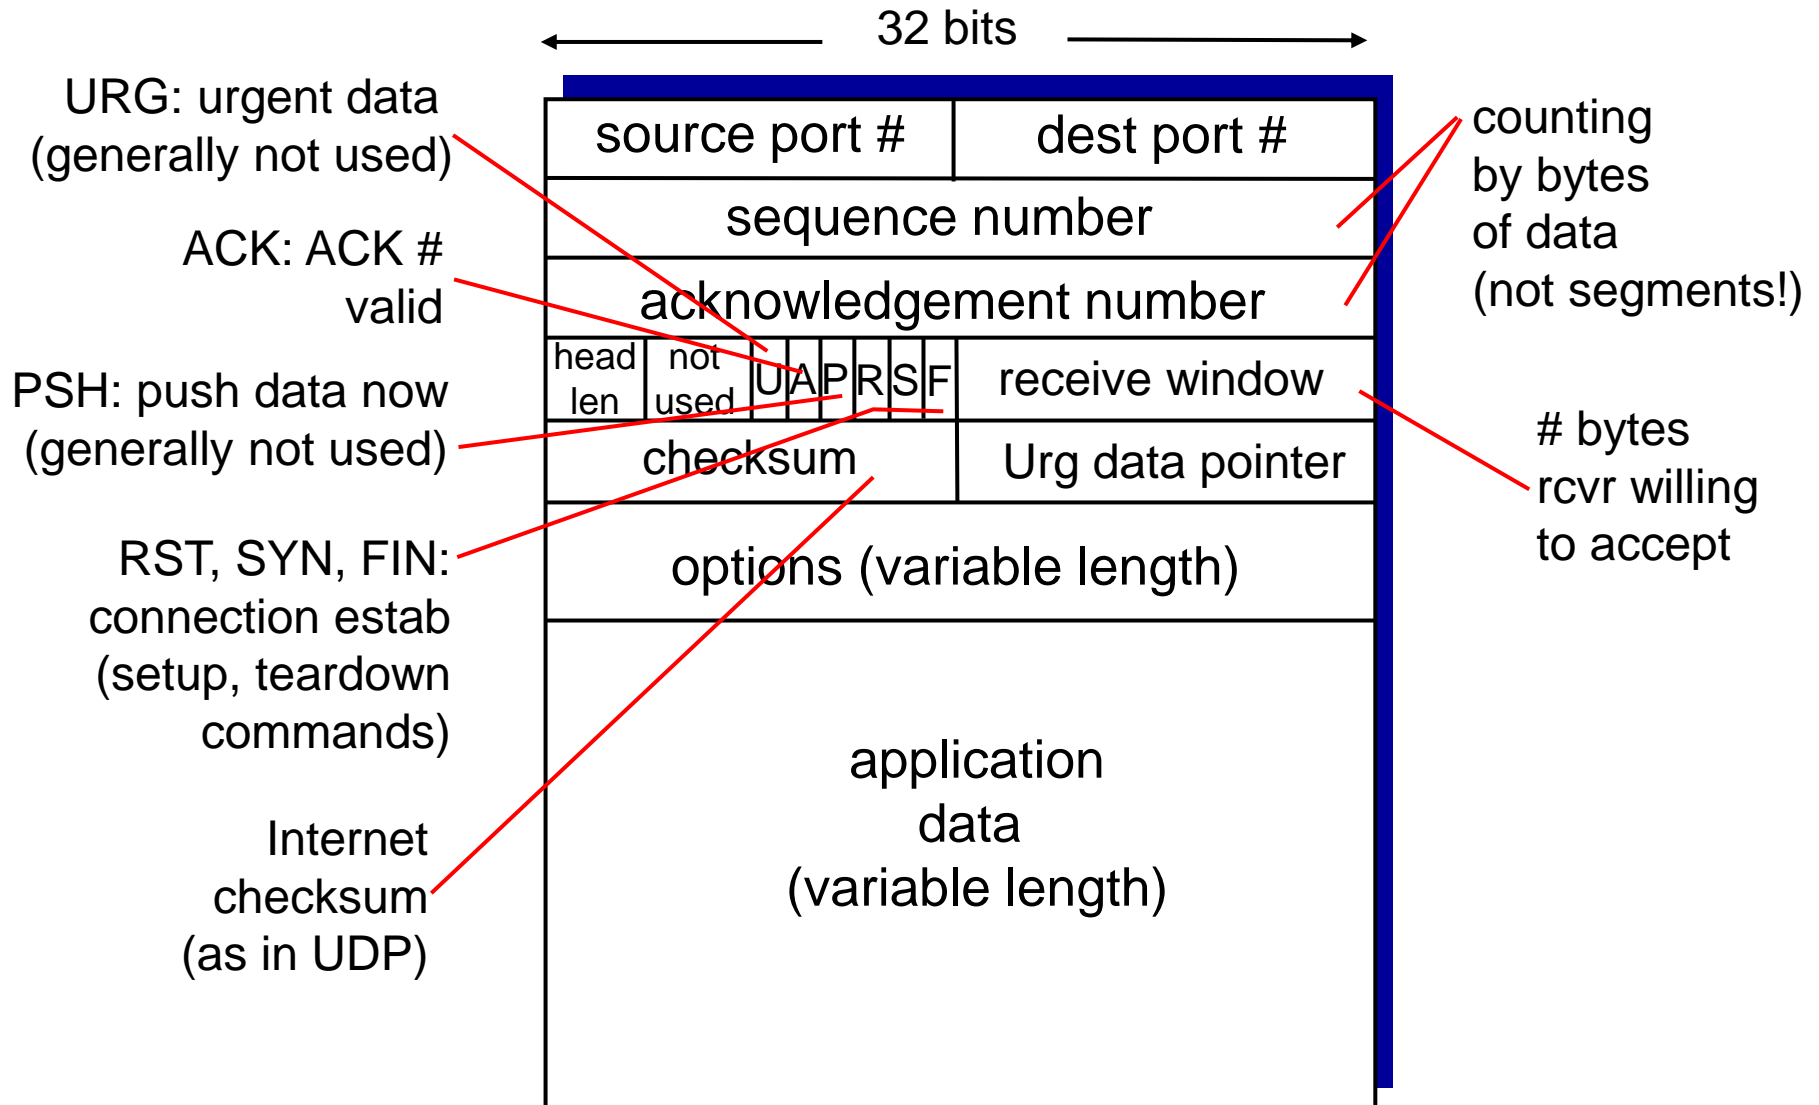 32 bits
URG: urgent data
(generally not used)
ACK: ACK #
valid
PSH: push data now
(generally not used)
RST, SYN, FIN:
connection estab
(setup, teardown
commands)
Internet
checksum
(as in UDP)
source port #
dest port #
sequence number
acknowledgement number
head
len
not
used
U
A
P
R
S
F
receive window
checksum
Urg data pointer
options (variable length)
application
data
(variable length)
counting
by bytes
of data
(not segments!)
# bytes
rcvr willing
to accept